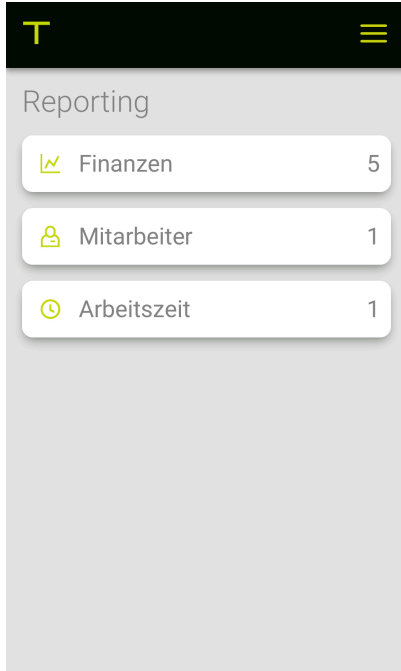 T
Reporting
Finanzen 5
Mitarbeiter 1
Arbeitszeit 1